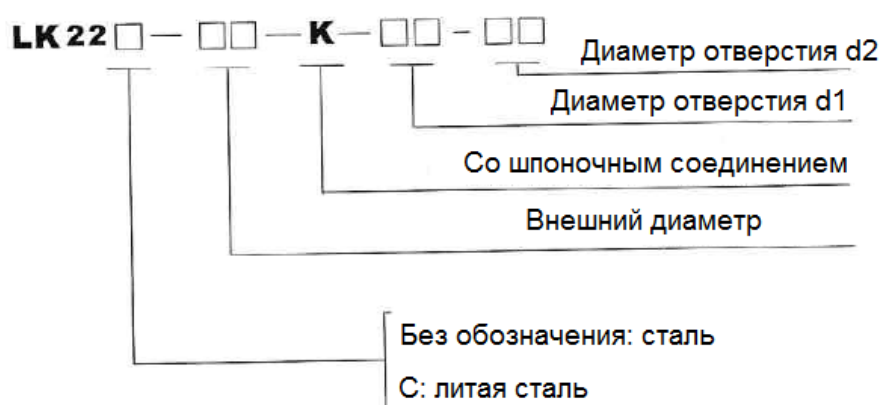 LK22□—□□—K—□□-□□
Диаметр отверстия d2
Диаметр отверстия d1
Со шпоночным соединением
Внешний диаметр
Без обозначения: сталь
С: литая сталь